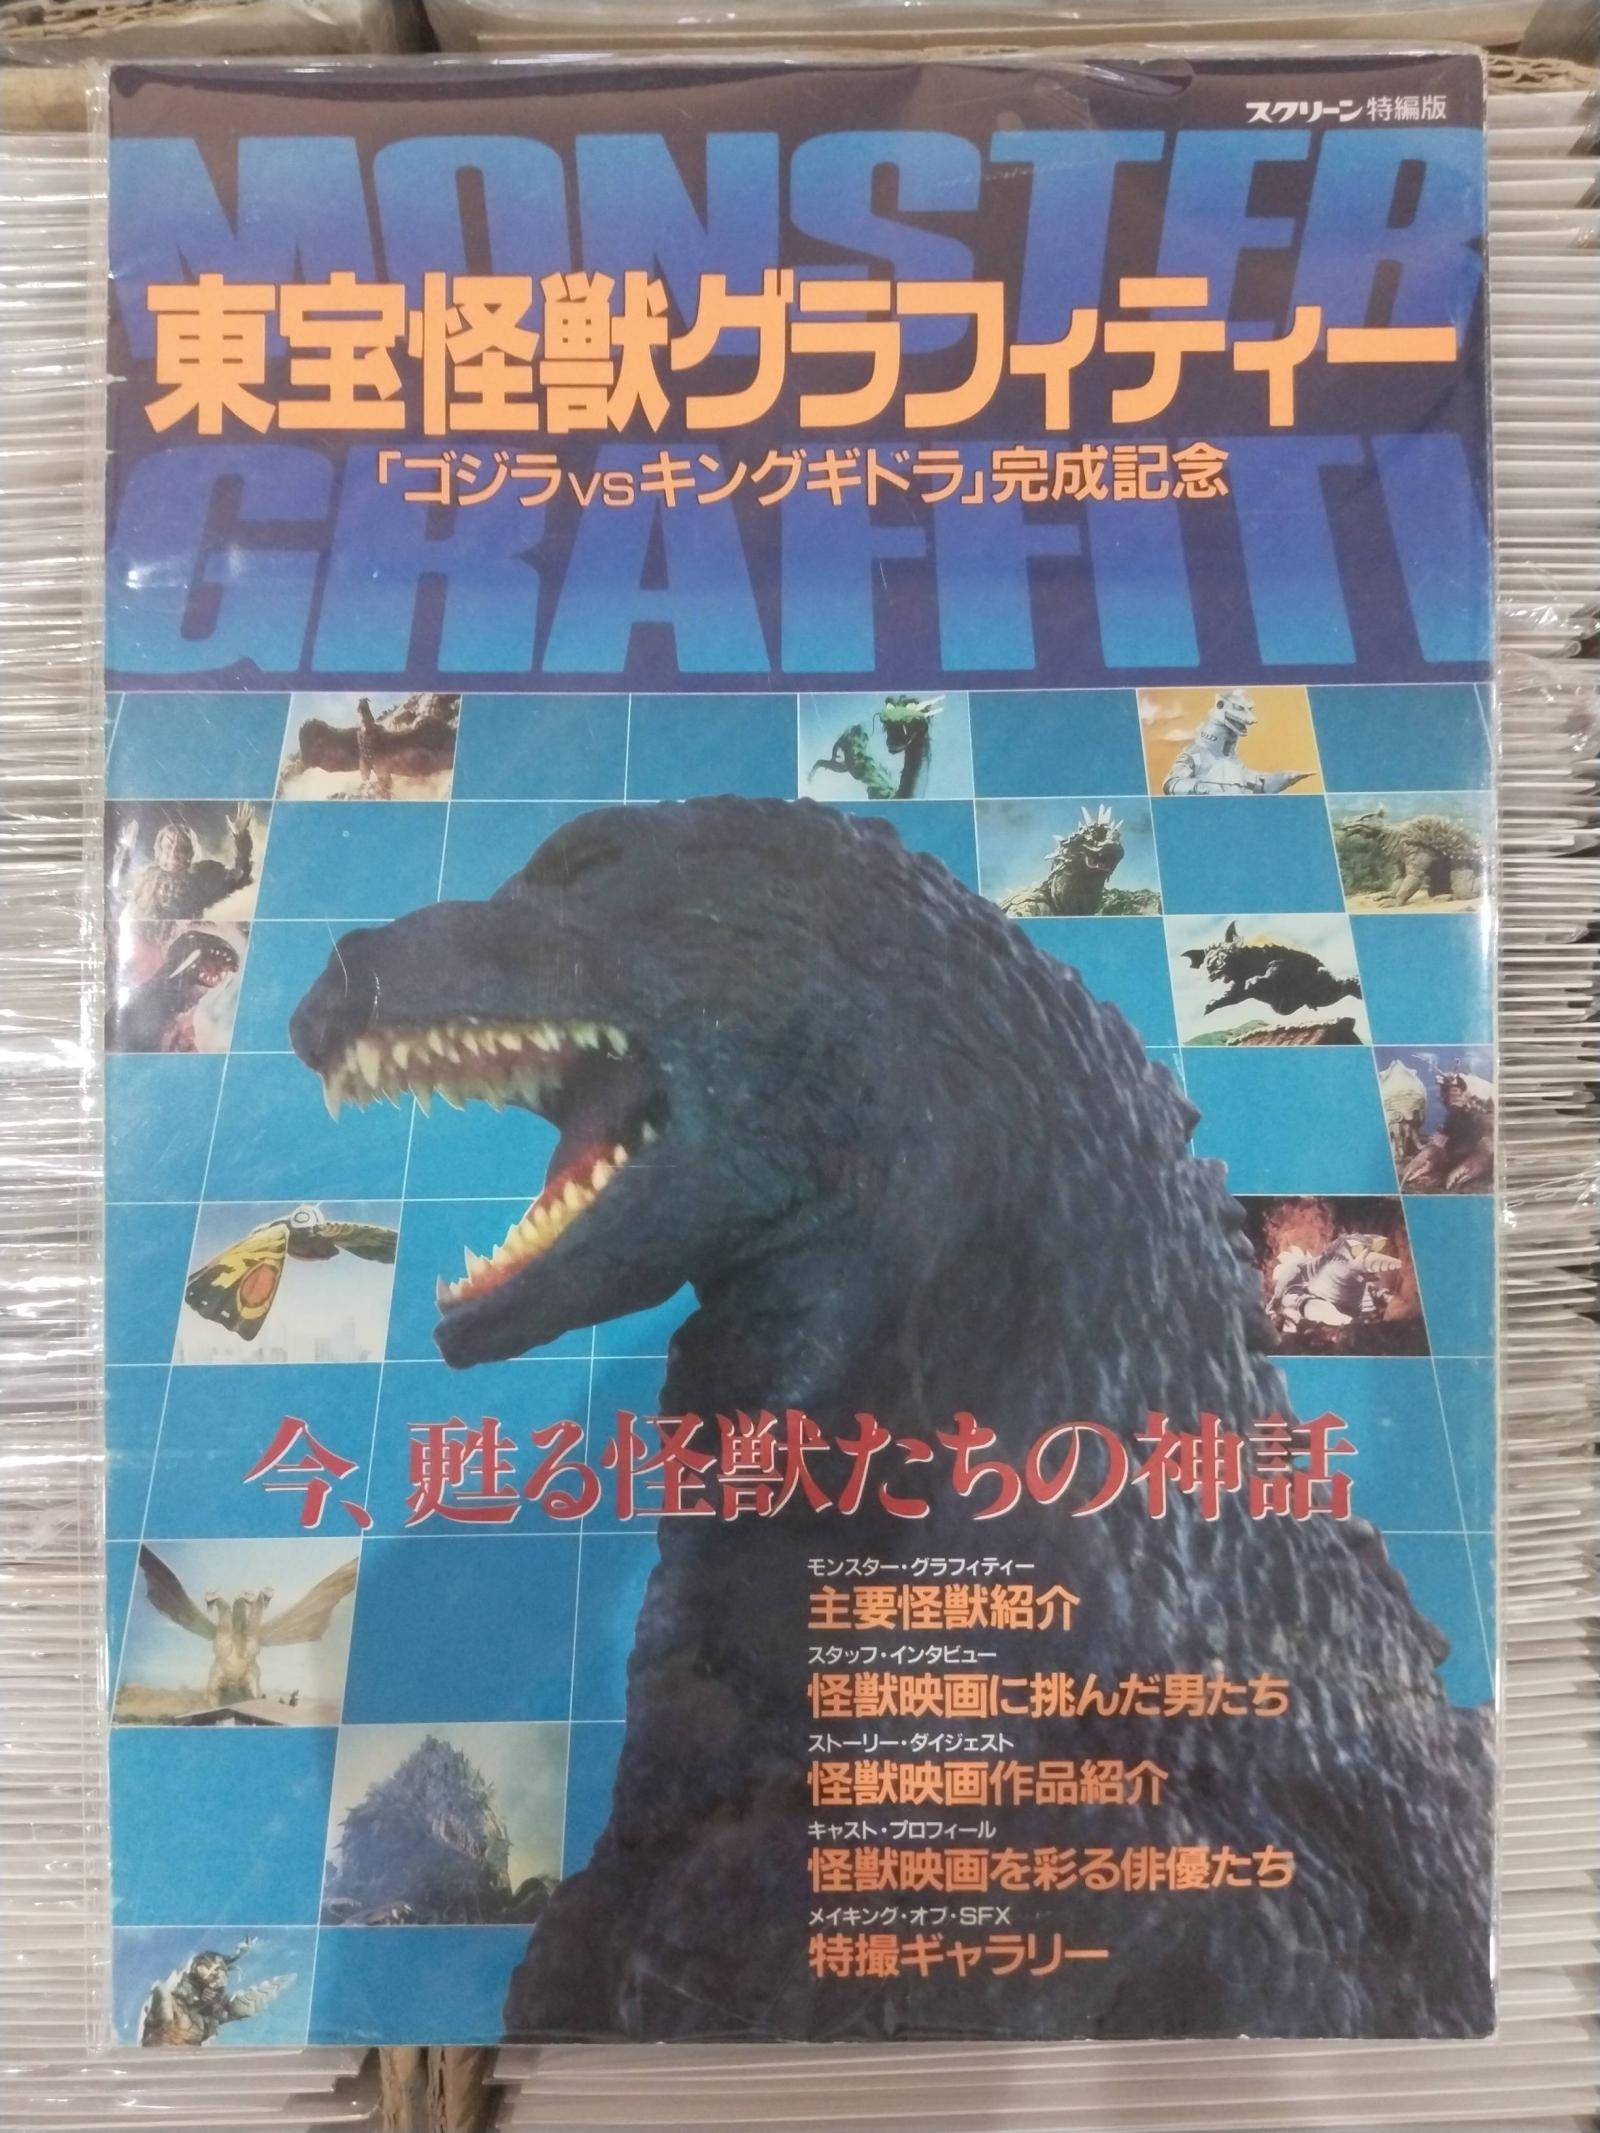 スクリーン特編版
MONSTER
東宝怪獣グラフィティー
「ゴジラvsキングギドラ」完成記念
GRAFFITI
今、甦る怪獣たちの神話
モンスター・グラフィティー
主要怪獣紹介
スタッフ・インタビュー
怪獣映画に挑んだ男たち
ストーリー・ダイジェスト
怪獣映画作品紹介
キャスト・プロフィール
怪獣映画を彩る俳優たち
メイキング・オブ・SFX
特撮ギャラリー